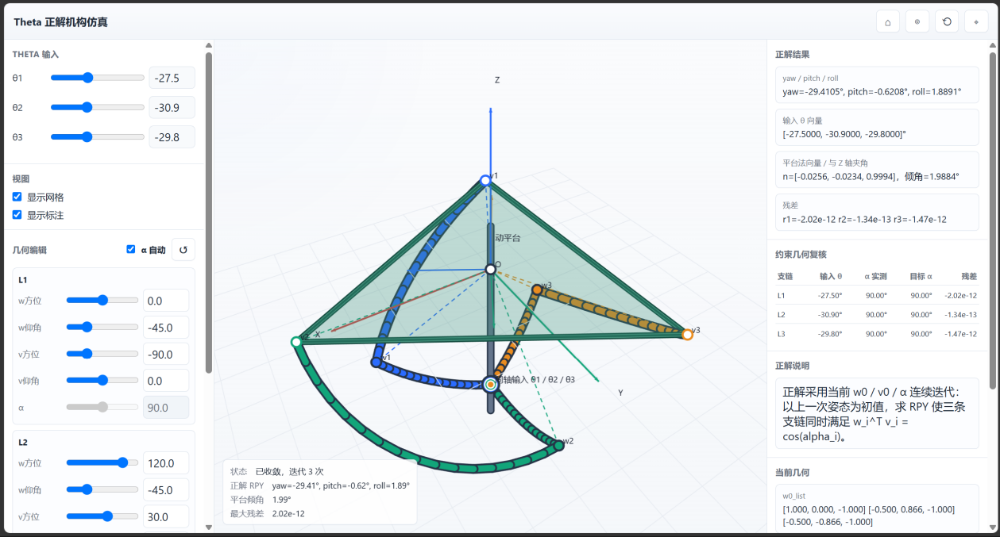 Theta 正解机构仿真
THETA 输入
θ1 -27.5
θ2 -30.9
θ3 -29.8
视图
显示网格
显示标注
几何编辑 α 自动
L1
w方位 0.0
w仰角 -45.0
v方位 -90.0
v仰角 0.0
α 90.0
L2
w方位 120.0
w仰角 -45.0
v方位 30.0
Z
v1
动平台
O
w3
v3
X
w1
轴输入 θ1 / θ2 / θ3
Y
w2
状态 已收敛，迭代 3 次
正解 RPY yaw=-29.41°, pitch=-0.62°, roll=1.89°
平台倾角 1.99°
最大残差 2.02e-12
正解结果
yaw / pitch / roll
yaw=-29.4105°, pitch=-0.6208°, roll=1.8891°
输入 θ 向量
[-27.5000, -30.9000, -29.8000]°
平台法向量 / 与 Z 轴夹角
n=[-0.0256, -0.0234, 0.9994]，倾角=1.9884°
残差
r1=-2.02e-12 r2=-1.34e-13 r3=-1.47e-12
约束几何复核
支链 输入 θ α 实测 目标 α 残差
L1 -27.50° 90.00° 90.00° -2.02e-12
L2 -30.90° 90.00° 90.00° -1.34e-13
L3 -29.80° 90.00° 90.00° -1.47e-12
正解说明
正解采用当前 w0 / v0 / α 连续迭代：
以上一次姿态为初值，求 RPY 使三条
支链同时满足 w_i^T v_i =
cos(alpha_i)。
当前几何
w0_list
[1.000, 0.000, -1.000] [-0.500, 0.866, -1.000]
[-0.500, -0.866, -1.000]